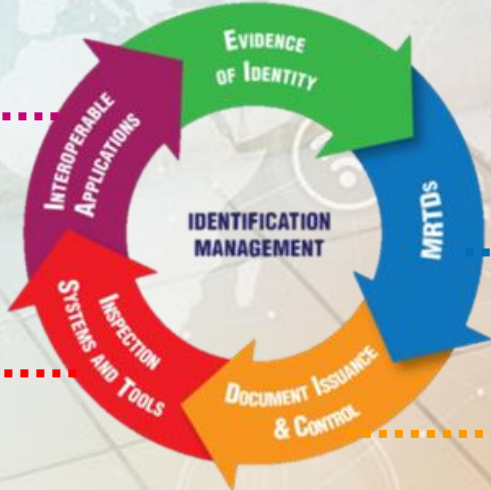 EVIDENCE
OF IDENTITY
MRTDs
DOCUMENT ISSUANCE
& CONTROL
INSPECTION
SYSTEMS AND TOOLS
INTEROPERABLE
APPLICATIONS
IDENTIFICATION
MANAGEMENT